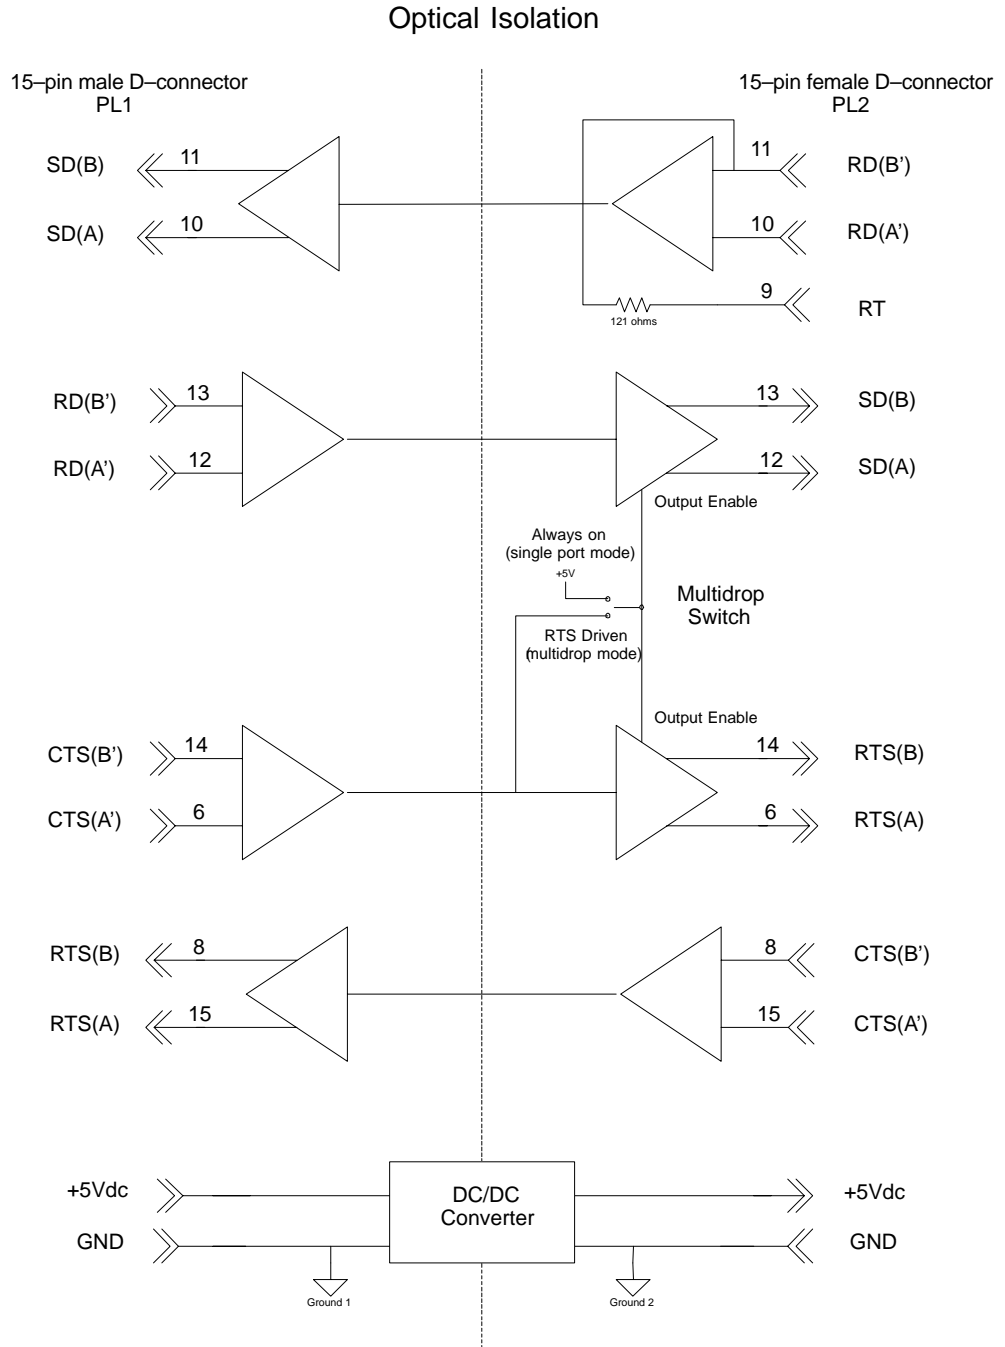 Optical Isolation
15–pin male D–connector
PL1
15–pin female D–connector
PL2
SD(B)
11
11
RD(B’)
SD(A)
10
10
RD(A’)
9
RT
121 ohms
RD(B’)
13
13
SD(B)
RD(A’)
12
12
SD(A)
Output Enable
Always on
(single port mode)
+5V
Multidrop
Switch
RTS Driven
(multidrop mode)
Output Enable
CTS(B’)
14
14
RTS(B)
CTS(A’)
6
6
RTS(A)
RTS(B)
8
8
CTS(B’)
RTS(A)
15
15
CTS(A’)
+5Vdc
DC/DC
Converter
+5Vdc
GND
GND
Ground 1
Ground 2